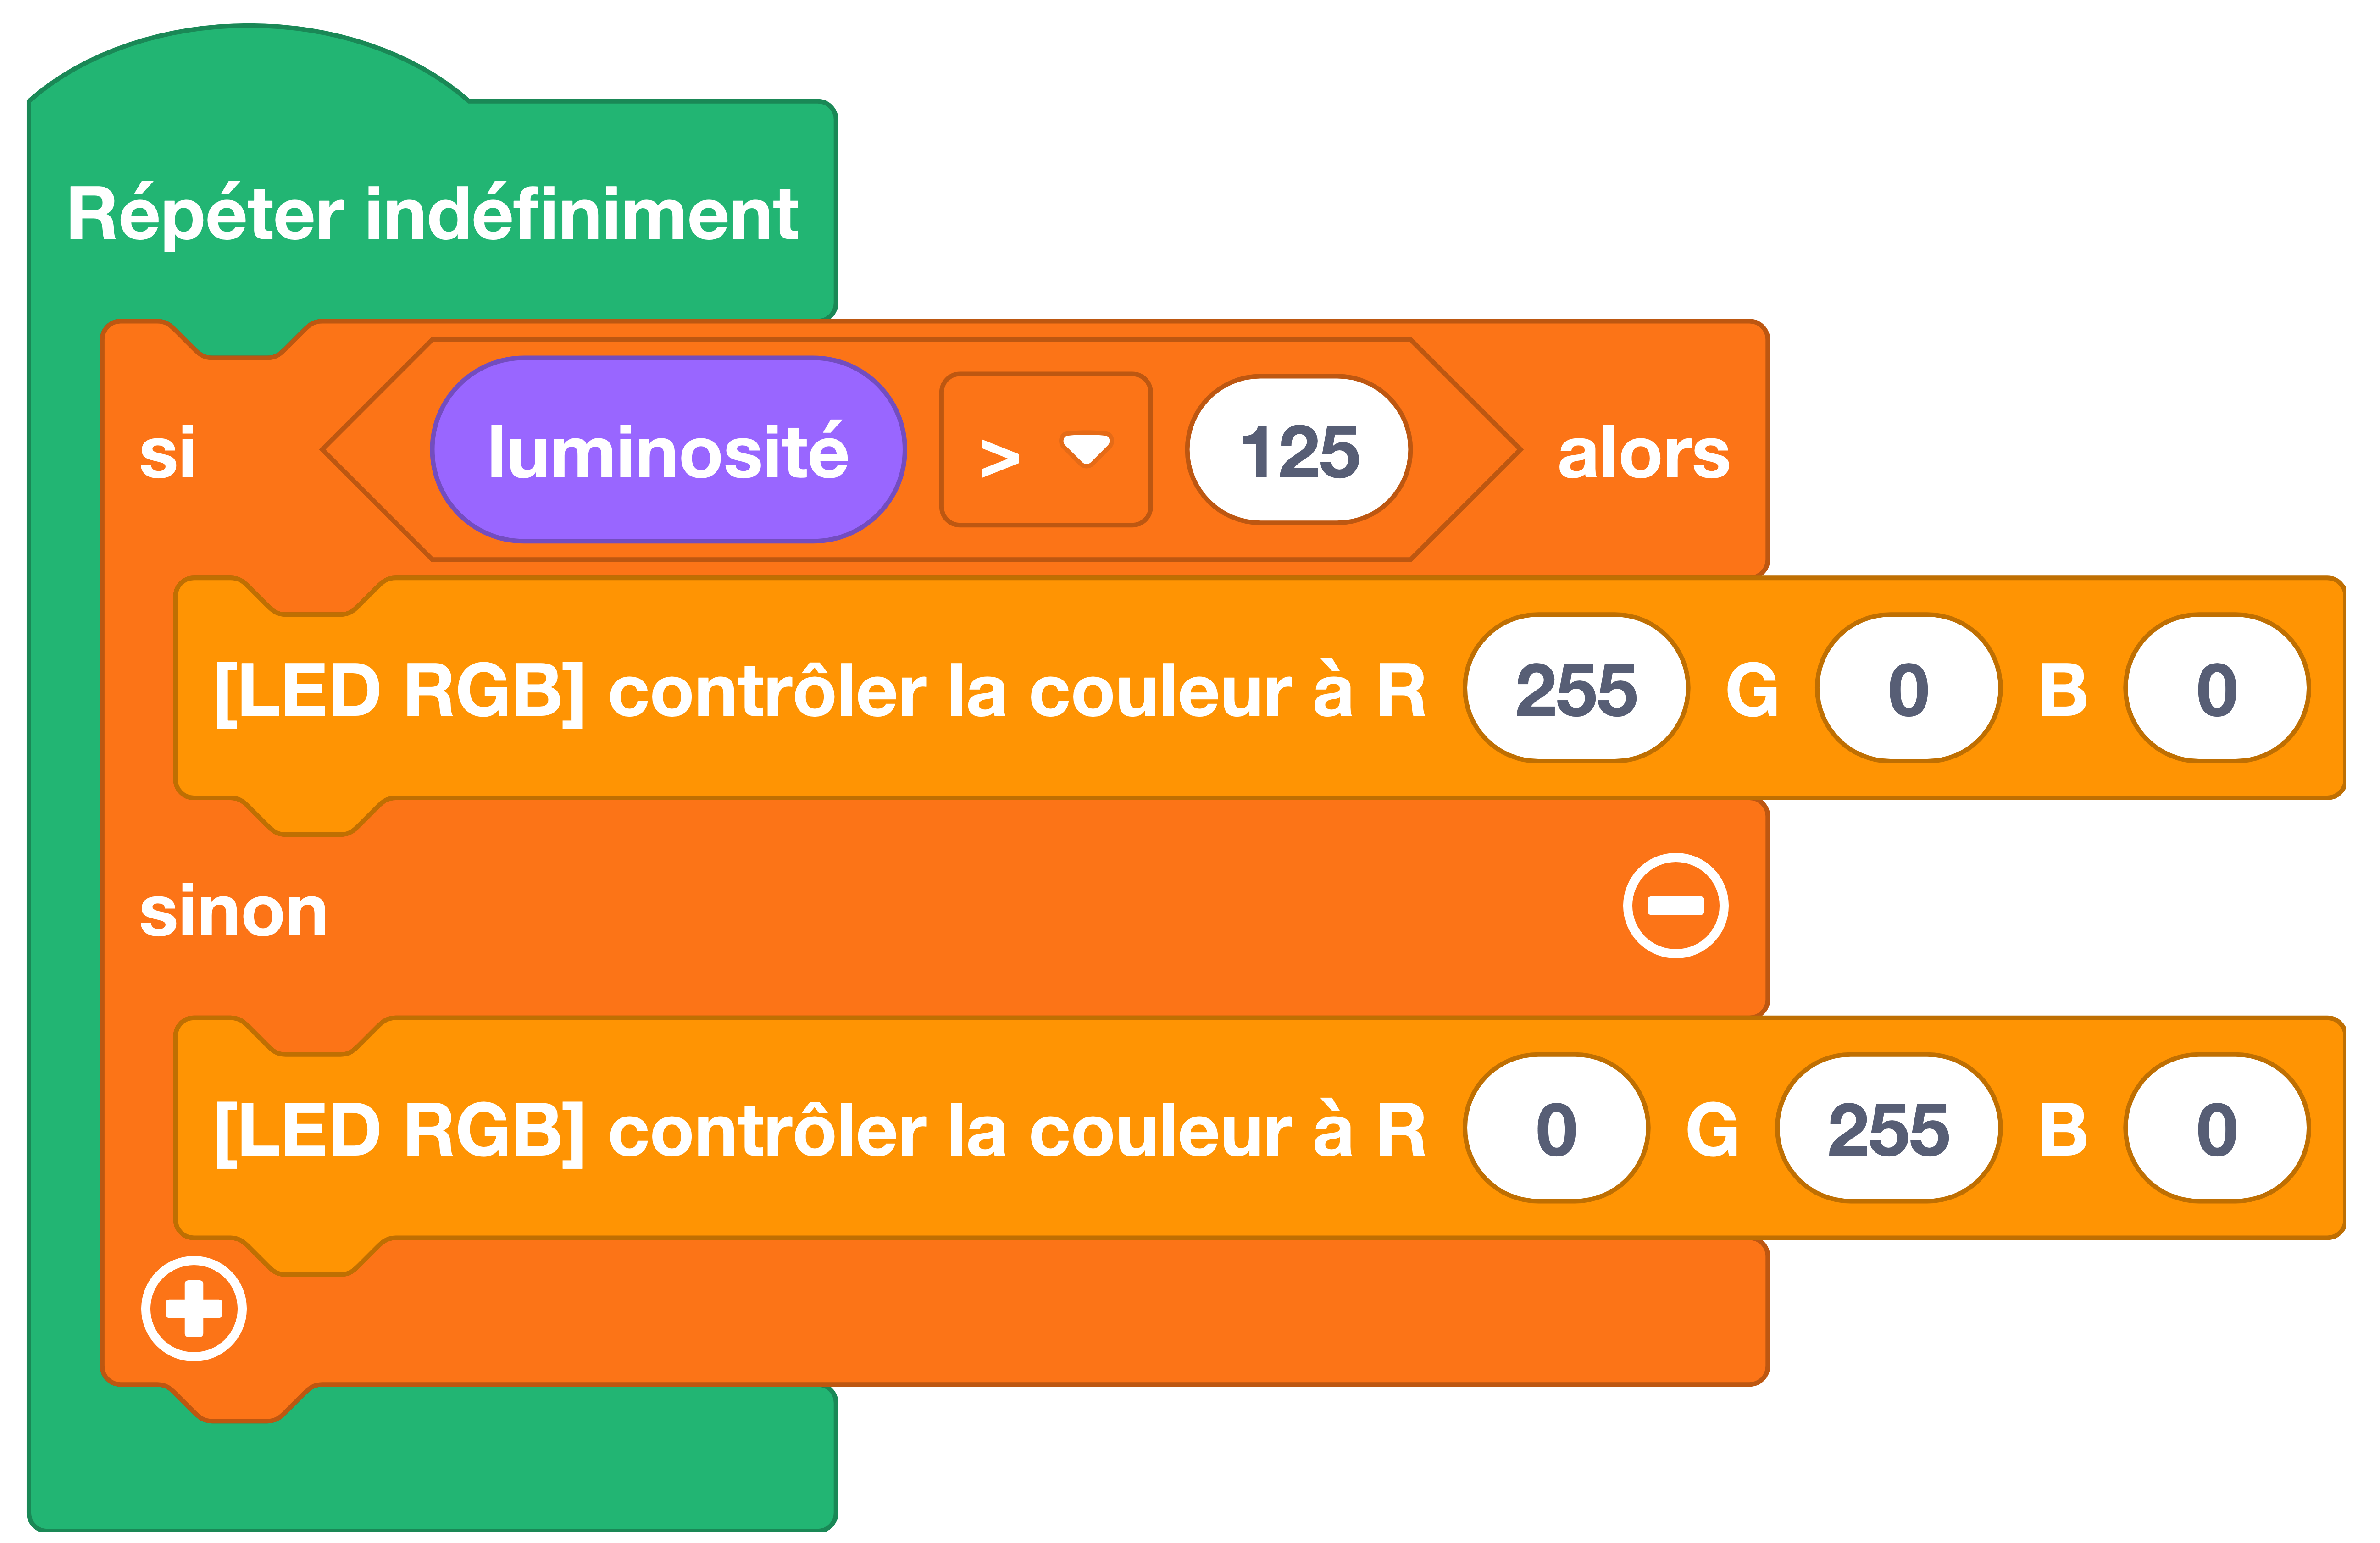 Répéter indéfiniment
si luminosité > 125 alors
[LED RGB] contrôler la couleur à R 255 G 0 B 0
sinon
[LED RGB] contrôler la couleur à R 0 G 255 B 0